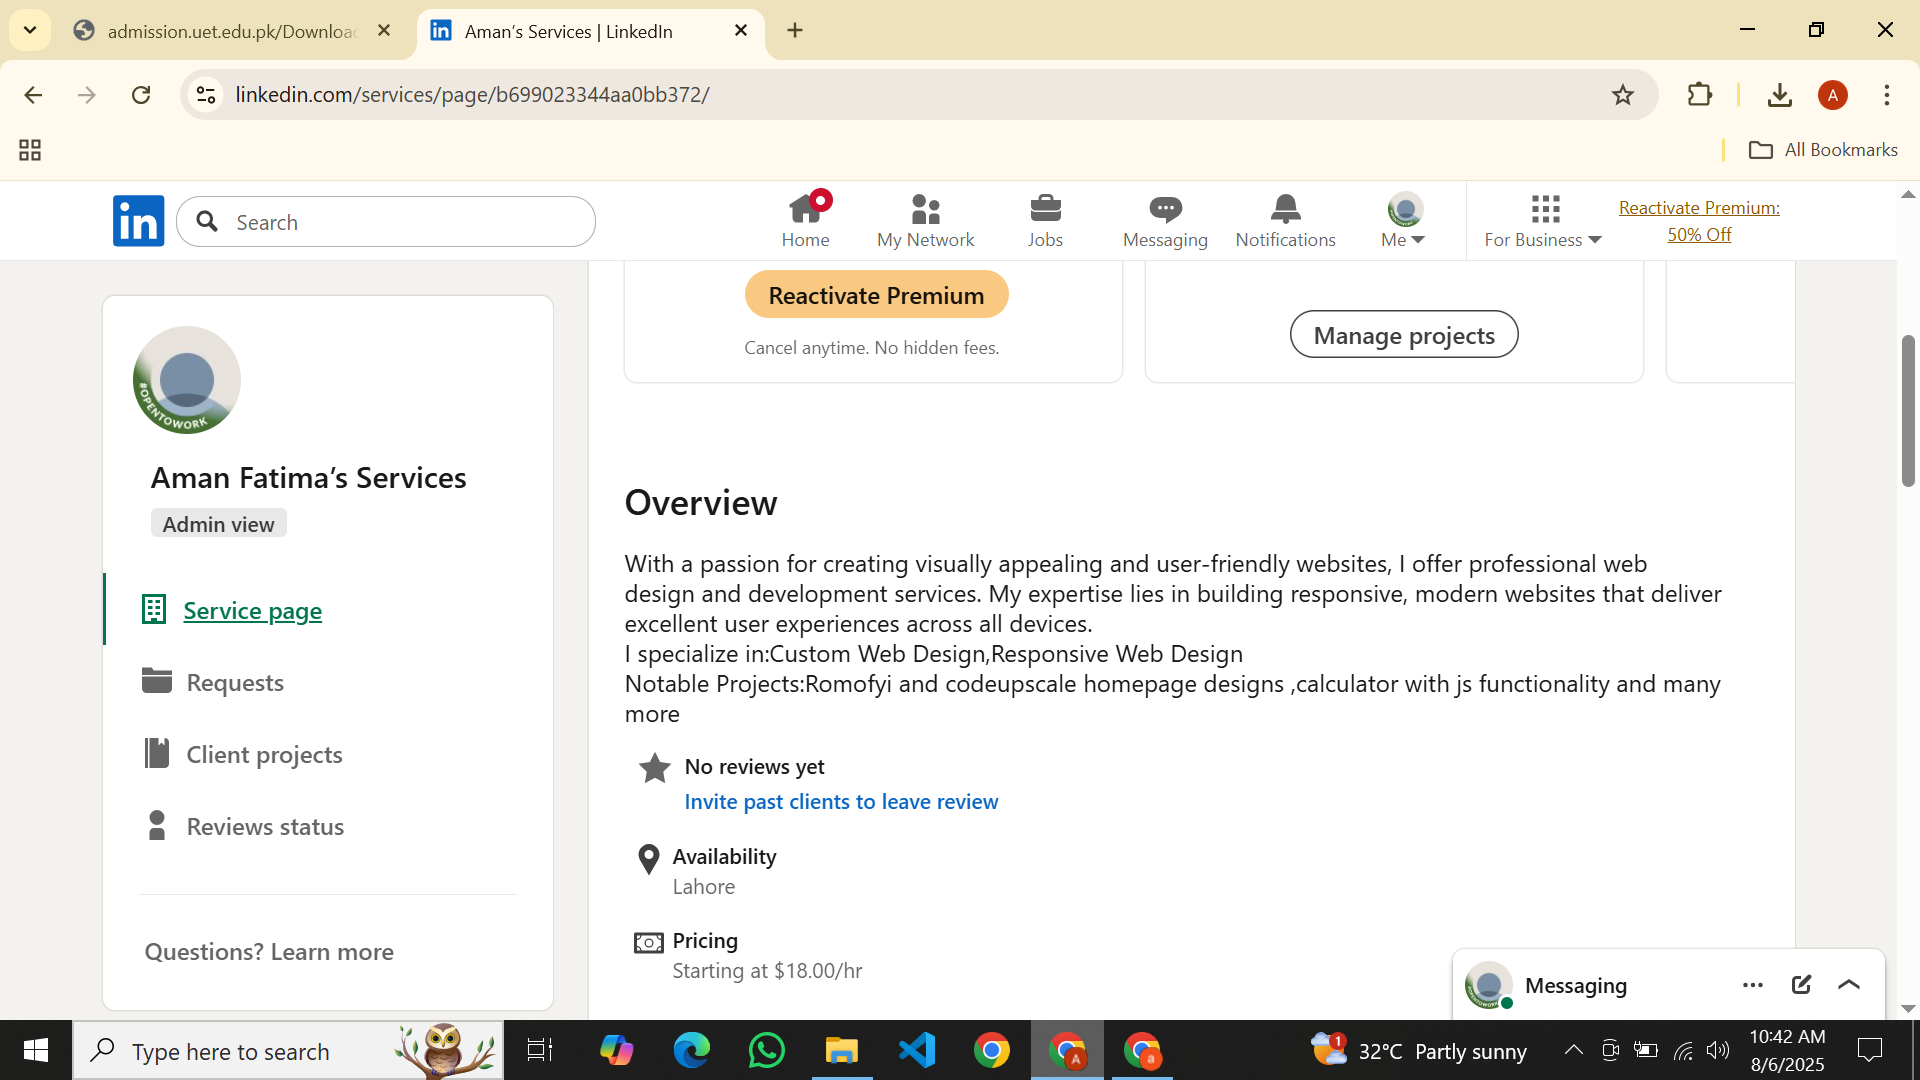 admission.uet.edu.pk/Downloa
Aman’s Services | LinkedIn
linkedin.com/services/page/b699023344aa0bb372/
A
All Bookmarks
in
Search
Home
My Network
Jobs
Messaging
Notifications
Me
For Business
Reactivate Premium:
50% Off
Reactivate Premium
Cancel anytime. No hidden fees.
Manage projects
#OPENTOWORK
Aman Fatima’s Services
Admin view
Service page
Requests
Client projects
Reviews status
Questions? Learn more
Overview
With a passion for creating visually appealing and user-friendly websites, I offer professional web
design and development services. My expertise lies in building responsive, modern websites that deliver
excellent user experiences across all devices.
I specialize in:Custom Web Design,Responsive Web Design
Notable Projects:Romofyi and codeupscale homepage designs ,calculator with js functionality and many
more
No reviews yet
Invite past clients to leave review
Availability
Lahore
Pricing
Starting at $18.00/hr
Messaging
Type here to search
A
a
1
32°C Partly sunny
10:42 AM
8/6/2025